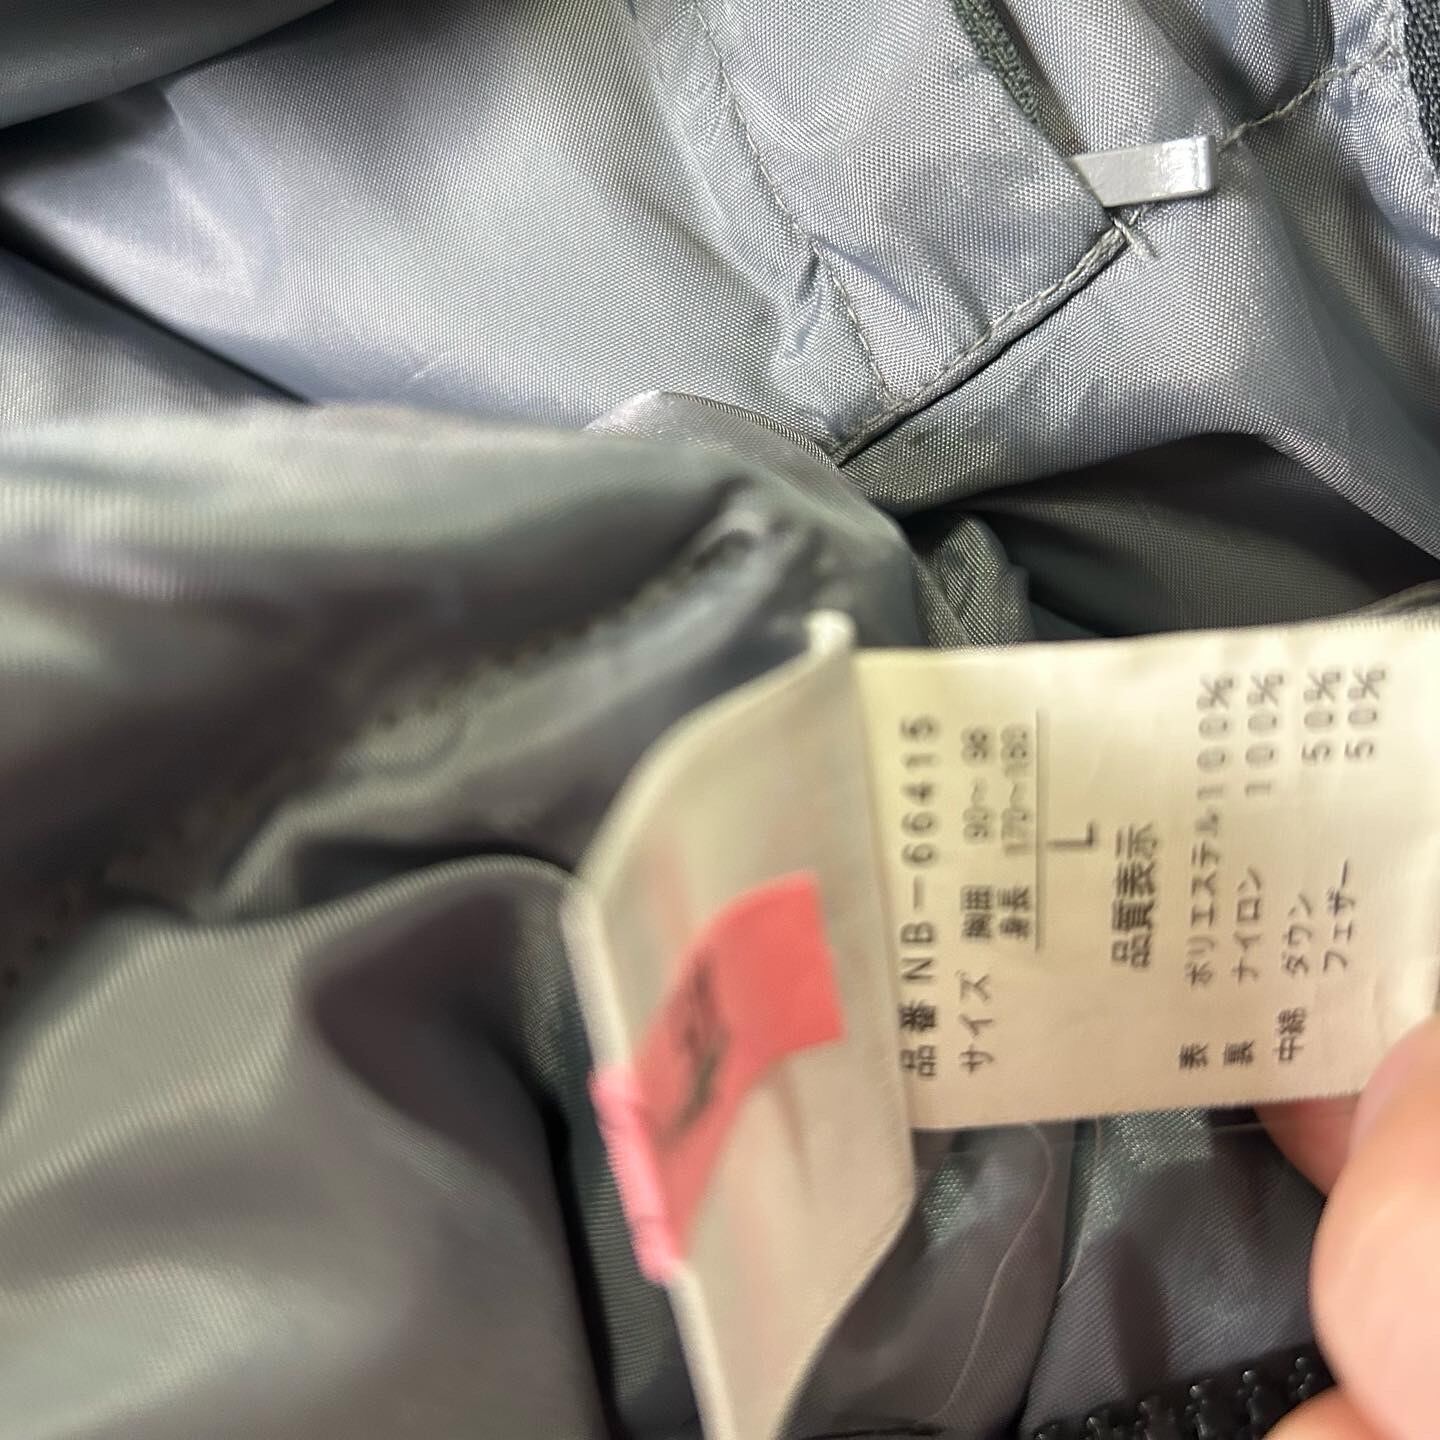 品番 NB-66415
サイズ 胸囲 90~ 98
身長 170~180
L
品質表示
表 ポリエステル100%
裏 ナイロン 100%
中綿 ダウン 50%
フェザー 50%